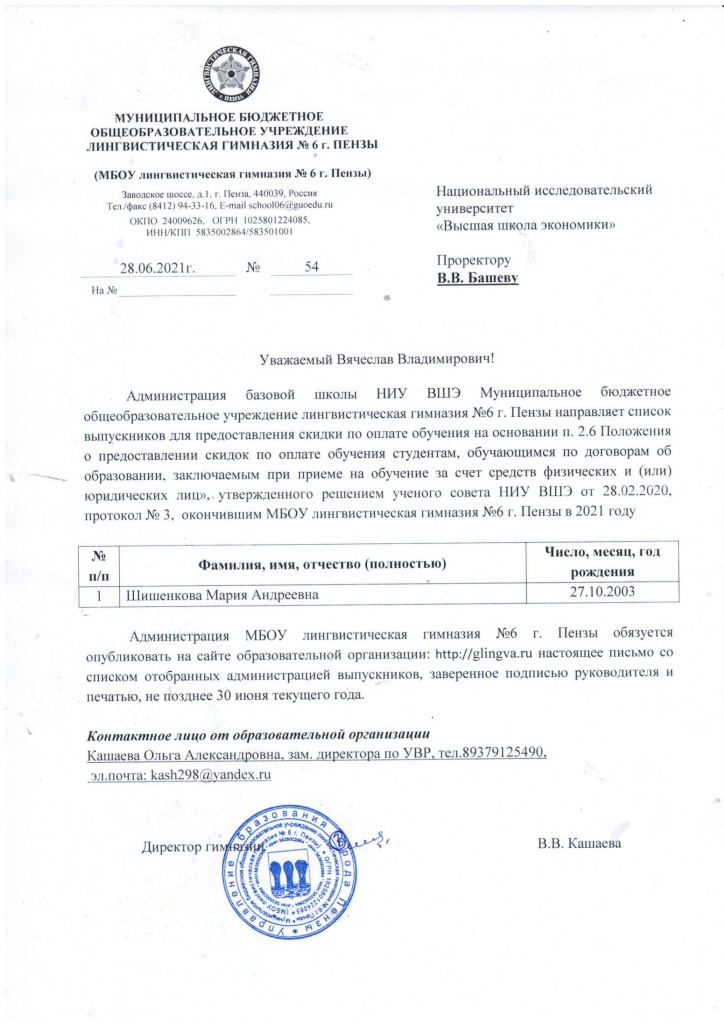 ЛИНГВИСТИЧЕСКАЯ ГИМНАЗИЯ
г. ПЕНЗЫ
МУНИЦИПАЛЬНОЕ БЮДЖЕТНОЕ
ОБЩЕОБРАЗОВАТЕЛЬНОЕ УЧРЕЖДЕНИЕ
ЛИНГВИСТИЧЕСКАЯ ГИМНАЗИЯ № 6 г. ПЕНЗЫ
(МБОУ лингвистическая гимназия № 6 г. Пензы)
Заводское шоссе, д.1, г. Пенза, 440039, Россия
Тел./факс (8412) 94-33-16, E-mail school06@guoedu.ru
ОКПО 24009626, ОГРН 1025801224085,
ИНН/КПП 5835002864/583501001
28.06.2021г. № 54
На №
Национальный исследовательский
университет
«Высшая школа экономики»
Проректору
В.В. Башеву
Уважаемый Вячеслав Владимирович!
Администрация базовой школы НИУ ВШЭ Муниципальное бюджетное
общеобразовательное учреждение лингвистическая гимназия №6 г. Пензы направляет список
выпускников для предоставления скидки по оплате обучения на основании п. 2.6 Положения
о предоставлении скидок по оплате обучения студентам, обучающимся по договорам об
образовании, заключаемым при приеме на обучение за счет средств физических и (или)
юридических лиц», утвержденного решением ученого совета НИУ ВШЭ от 28.02.2020,
протокол № 3, окончившим МБОУ лингвистическая гимназия №6 г. Пензы в 2021 году
№ п/п Фамилия, имя, отчество (полностью) Число, месяц, год рождения
1 Шишенкова Мария Андреевна 27.10.2003
Администрация МБОУ лингвистическая гимназия №6 г. Пензы обязуется
опубликовать на сайте образовательной организации: http://glingva.ru настоящее письмо со
списком отобранных администрацией выпускников, заверенное подписью руководителя и
печатью, не позднее 30 июня текущего года.
Контактное лицо от образовательной организации
Кашаева Ольга Александровна, зам. директора по УВР, тел.89379125490,
эл.почта: kash298@yandex.ru
Директор гимназии В.В. Кашаева
Управление образования города Пензы